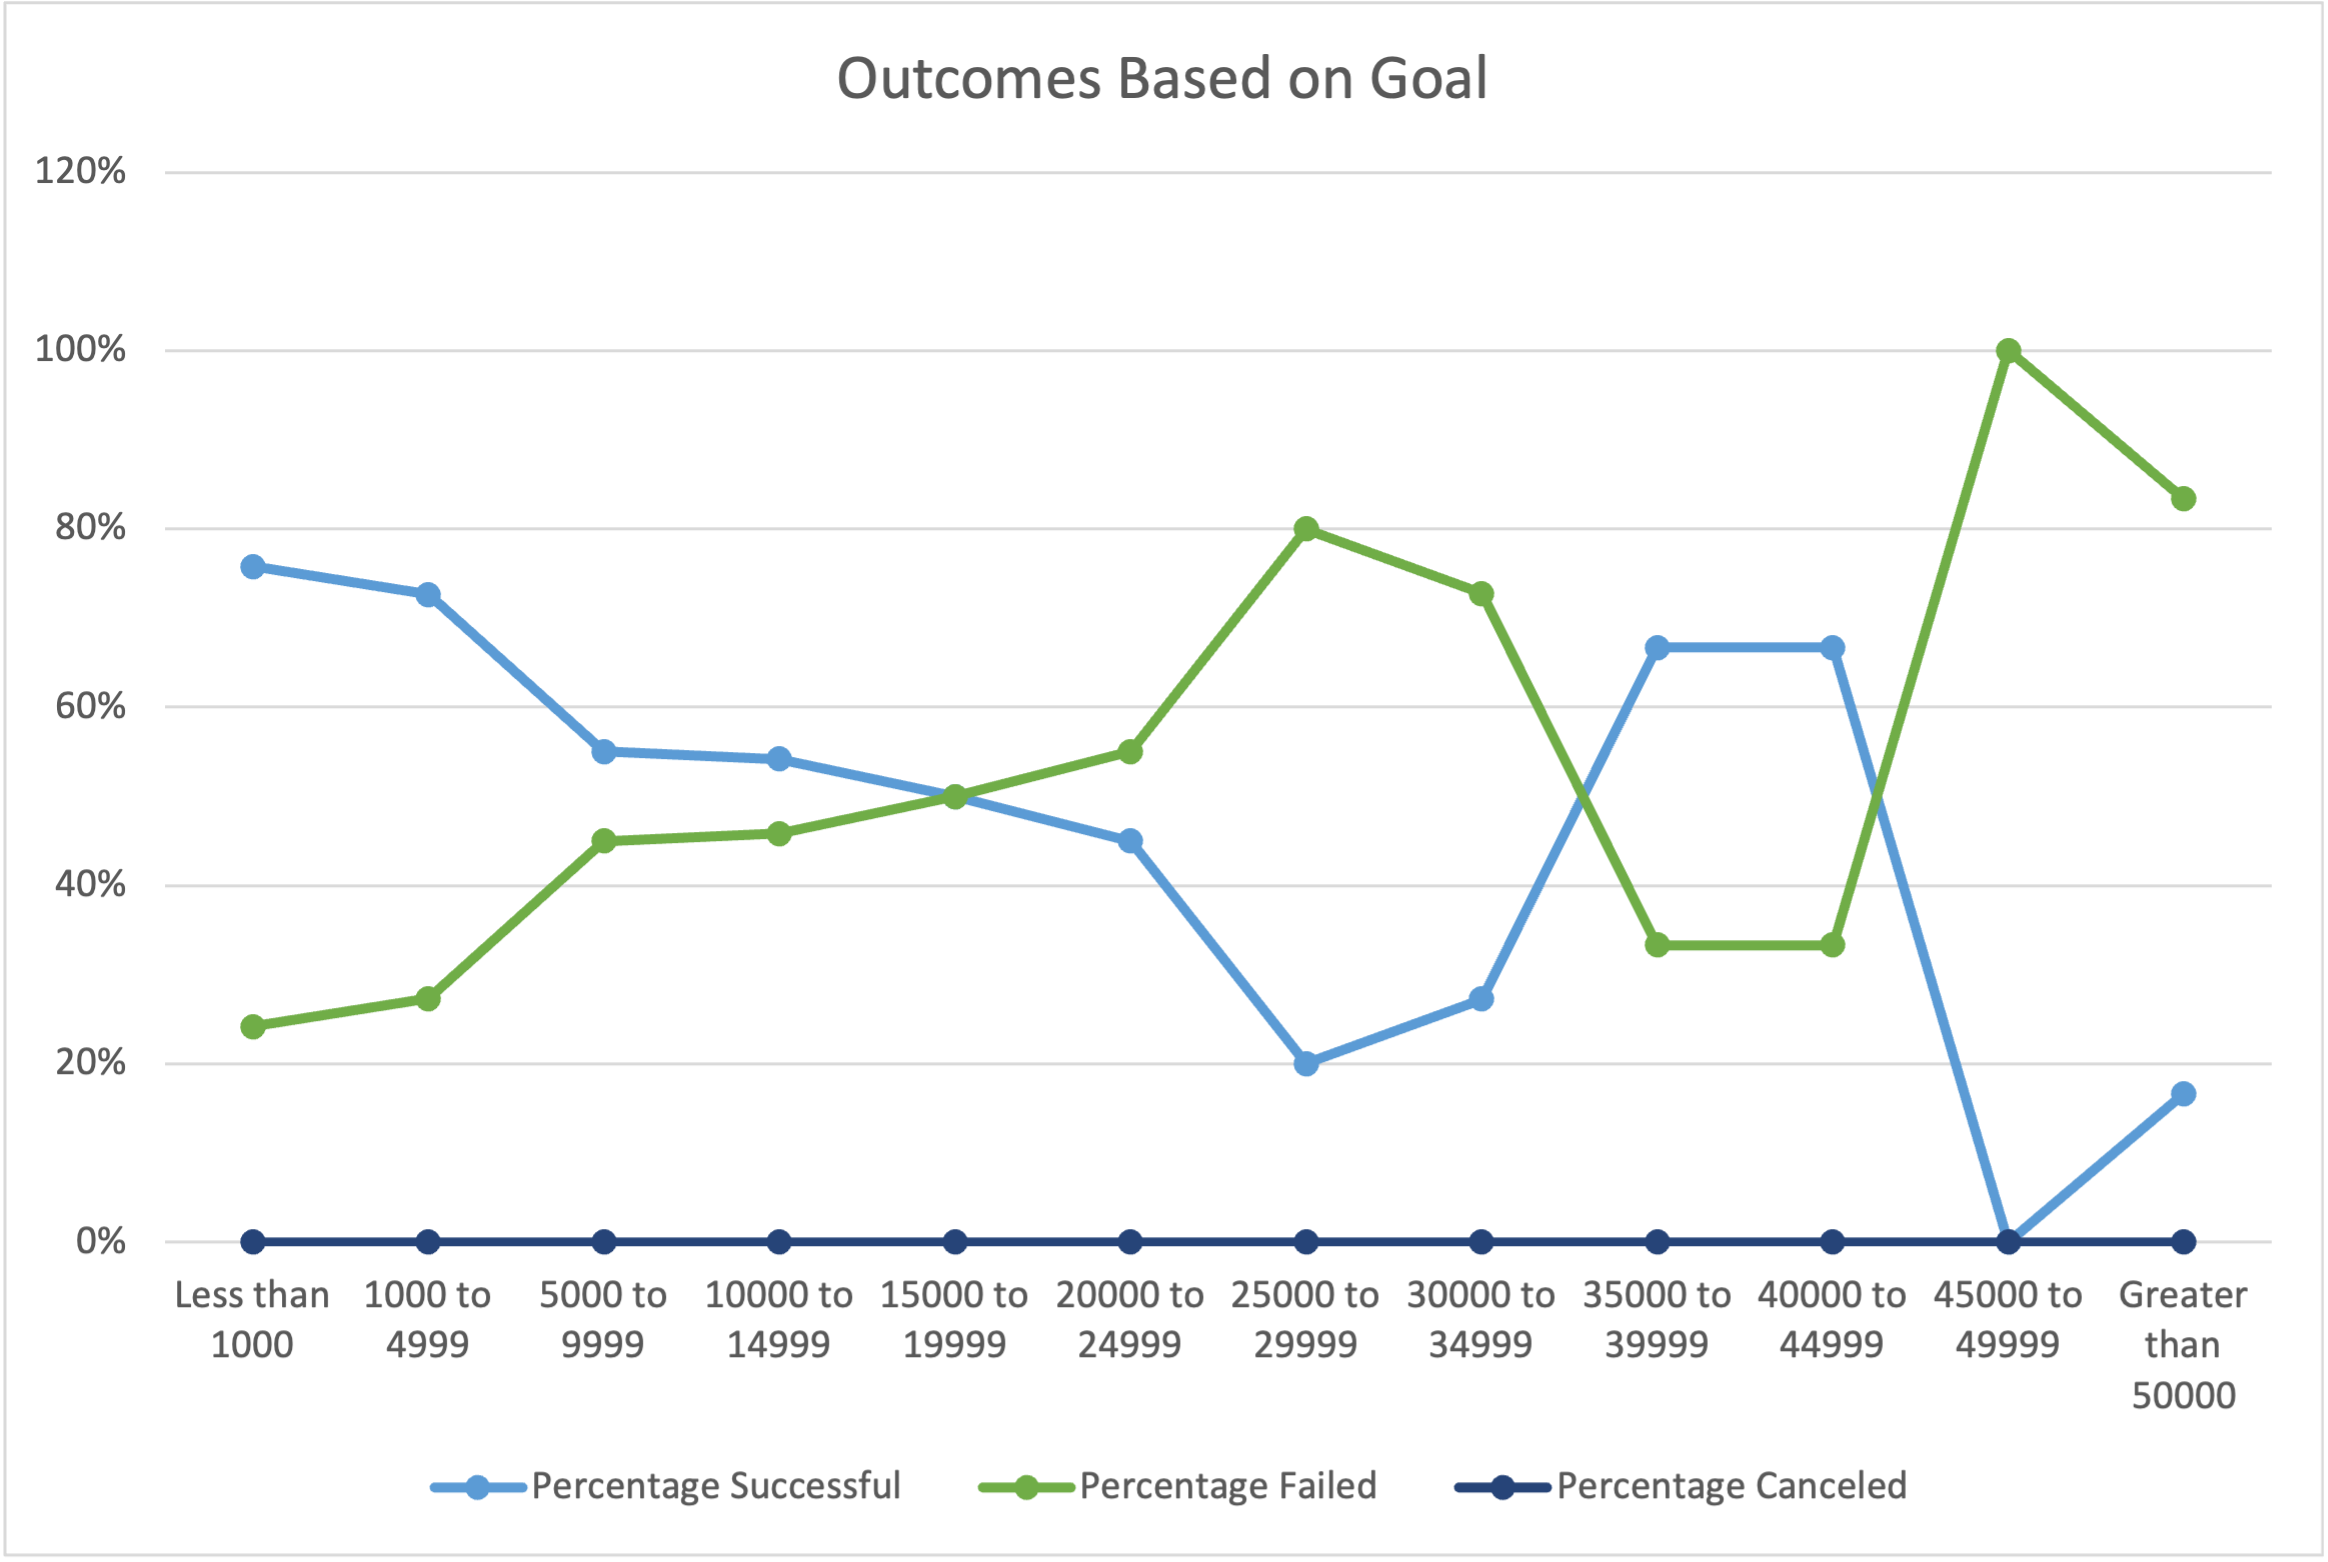 Outcomes Based on Goal
120%
100%
80%
60%
40%
20%
0%
Less than
1000
1000 to
4999
5000 to
9999
10000 to
14999
15000 to
19999
20000 to
24999
25000 to
29999
30000 to
34999
35000 to
39999
40000 to
44999
45000 to
49999
Greater
than
50000
Percentage Successful
Percentage Failed
Percentage Canceled